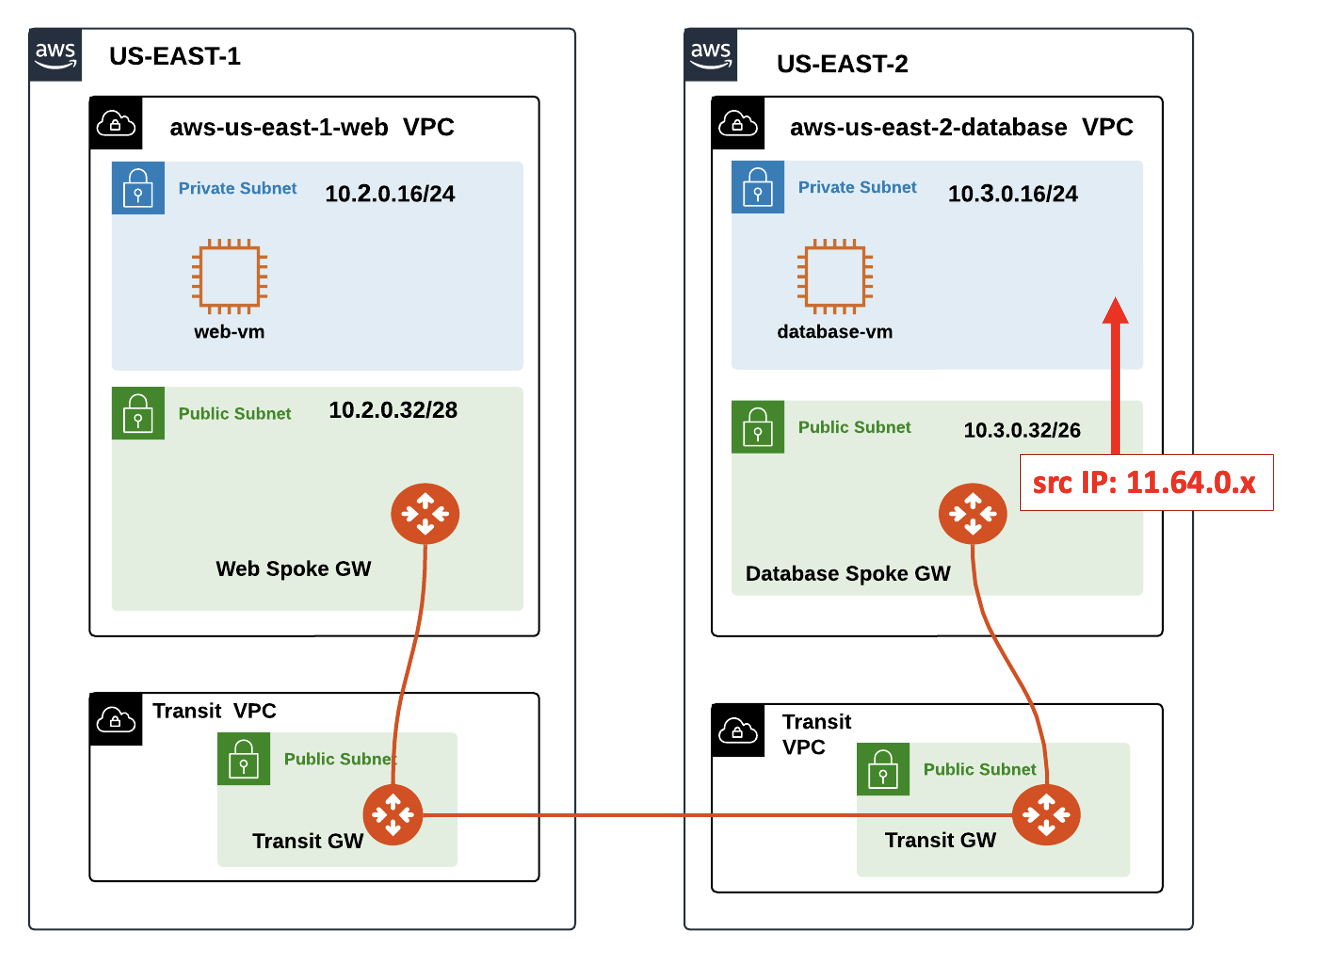 aws
US-EAST-1
aws-us-east-1-web VPC
Private Subnet
10.2.0.16/24
web-vm
Public Subnet
10.2.0.32/28
Web Spoke GW
Transit VPC
Public Subnet
Transit GW
aws
US-EAST-2
aws-us-east-2-database VPC
Private Subnet
10.3.0.16/24
database-vm
Public Subnet
10.3.0.32/26
src IP: 11.64.0.x
Database Spoke GW
Transit
VPC
Public Subnet
Transit GW